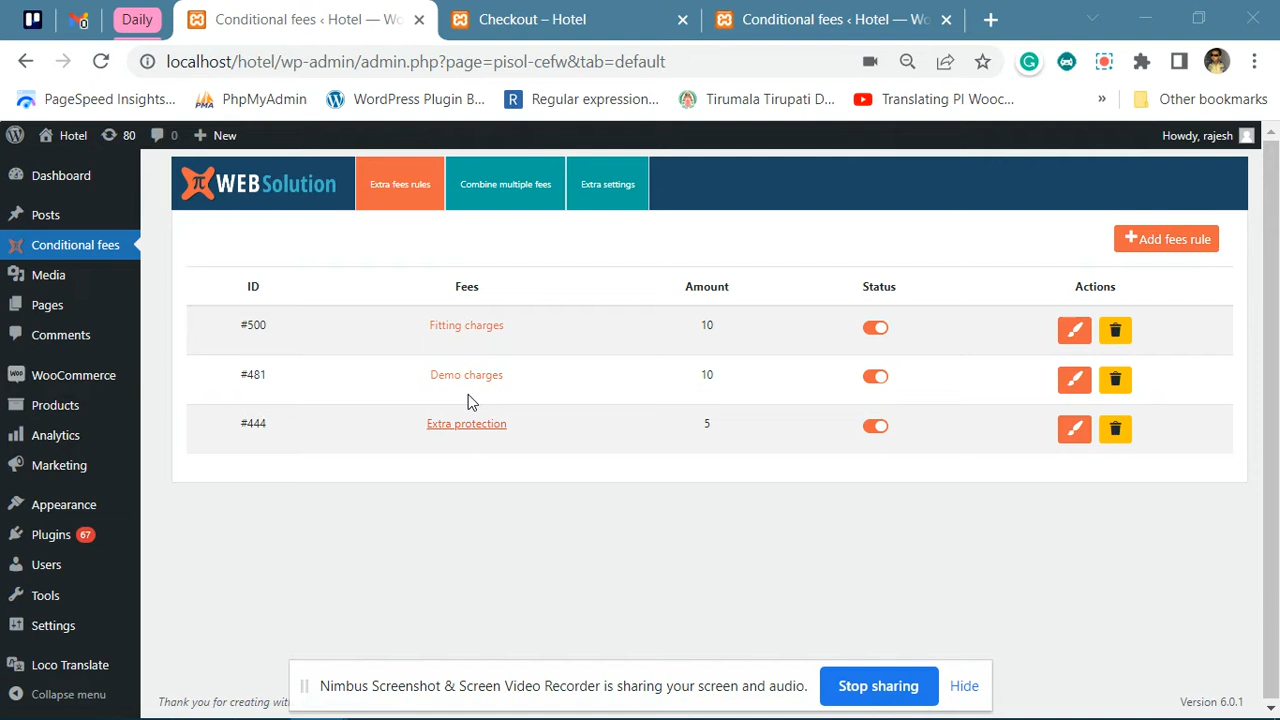 Daily
Conditional fees ‹ Hotel — Wo
Checkout – Hotel
Conditional fees ‹ Hotel — Wo
localhost/hotel/wp-admin/admin.php?page=pisol-cefw&tab=default
PageSpeed Insights...
PhpMyAdmin
WordPress Plugin B...
Regular expression...
Tirumala Tirupati D...
Translating PI Wooc...
»
Other bookmarks
Hotel
80
0
New
Howdy, rajesh
Dashboard
Posts
Conditional fees
Media
Pages
Comments
WooCommerce
Products
Analytics
Marketing
Appearance
Plugins 67
Users
Tools
Settings
Loco Translate
Collapse menu
π WEBSolution
Extra fees rules
Combine multiple fees
Extra settings
+Add fees rule
ID Fees Amount Status Actions
#500 Fitting charges 10
#481 Demo charges 10
#444 Extra protection 5
Nimbus Screenshot & Screen Video Recorder is sharing your screen and audio.
Stop sharing
Hide
Thank you for creating wit
Version 6.0.1